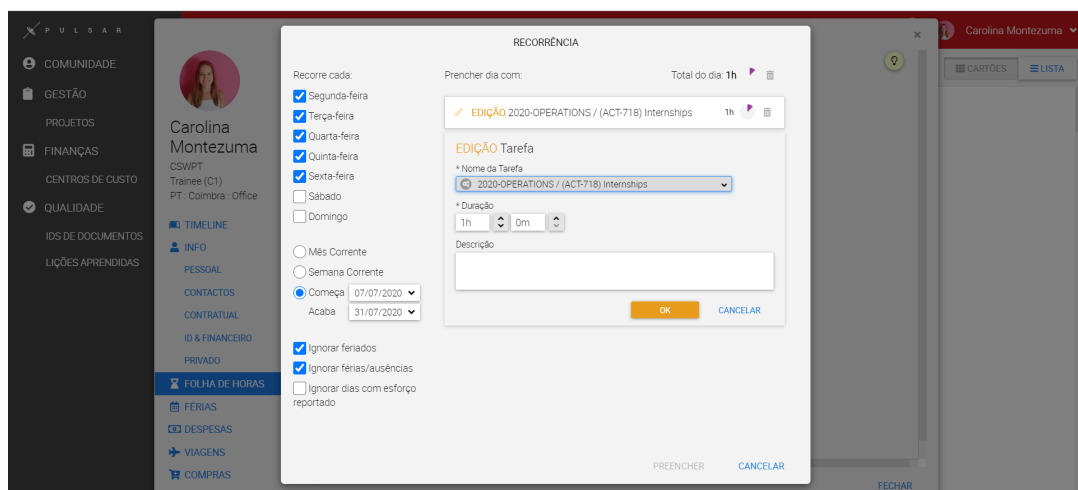 PULSAR
Carolina Montezuma
COMUNIDADE
GESTÃO
PROJETOS
FINANÇAS
CENTROS DE CUSTO
QUALIDADE
IDS DE DOCUMENTOS
LIÇÕES APRENDIDAS
Carolina
Montezuma
CSWPT
Trainee (C1)
PT : Coimbra : Office
TIMELINE
INFO
PESSOAL
CONTACTOS
CONTRATUAL
ID & FINANCEIRO
PRIVADO
FOLHA DE HORAS
FÉRIAS
DESPESAS
VIAGENS
COMPRAS
RECORRÊNCIA
Recorre cada:
Segunda-feira
Terça-feira
Quarta-feira
Quinta-feira
Sexta-feira
Sábado
Domingo
Mês Corrente
Semana Corrente
Começa 07/07/2020
Acaba 31/07/2020
Ignorar feriados
Ignorar férias/ausências
Ignorar dias com esforço
reportado
Prencher dia com: Total do dia: 1h
EDIÇÃO 2020-OPERATIONS / (ACT-718) Internships 1h
EDIÇÃO Tarefa
* Nome da Tarefa
2020-OPERATIONS / (ACT-718) Internships
* Duração
1h 0m
Descrição
OK CANCELAR
PREENCHER CANCELAR
×
CARTÕES LISTA
FECHAR